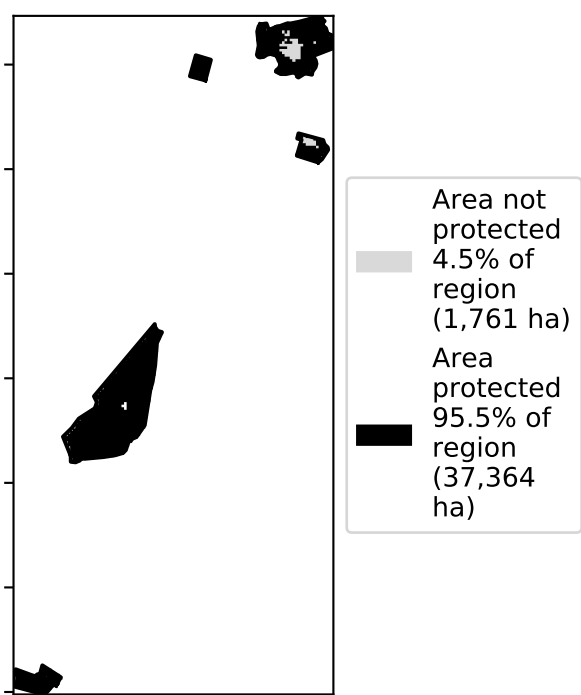 Area not
protected
4.5% of
region
(1,761 ha)
Area
protected
95.5% of
region
(37,364
ha)